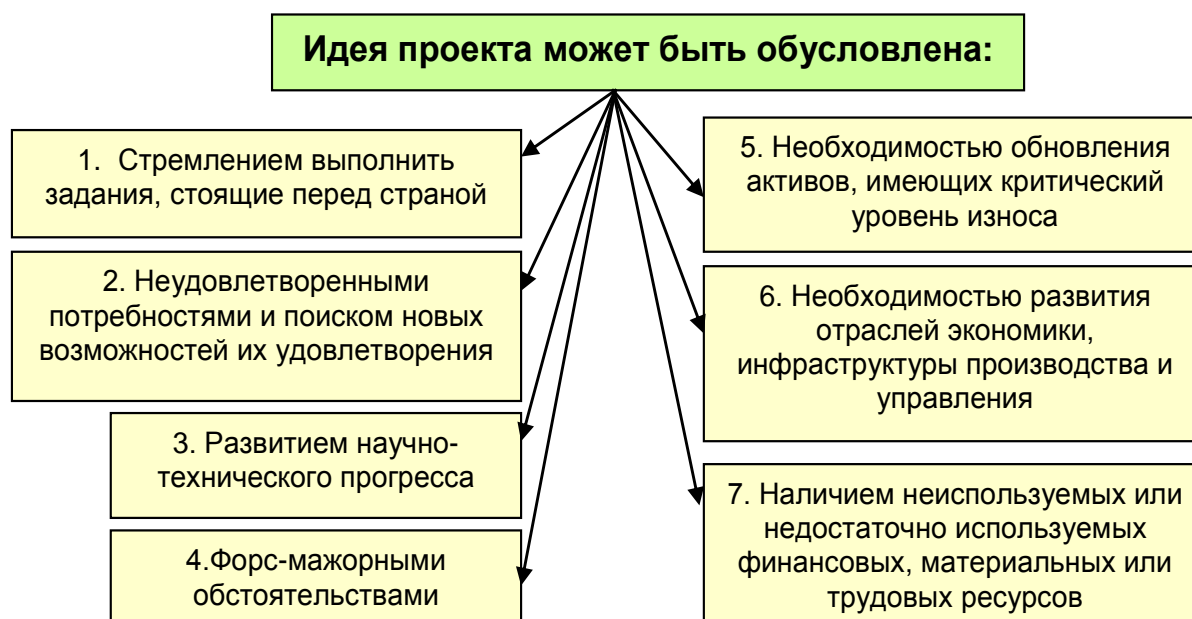 Идея проекта может быть обусловлена:
1. Стремлением выполнить
задания, стоящие перед страной
2. Неудовлетворенными
потребностями и поиском новых
возможностей их удовлетворения
3. Развитием научно-
технического прогресса
4.Форс-мажорными
обстоятельствами
5. Необходимостью обновления
активов, имеющих критический
уровень износа
6. Необходимостью развития
отраслей экономики,
инфраструктуры производства и
управления
7. Наличием неиспользуемых или
недостаточно используемых
финансовых, материальных или
трудовых ресурсов